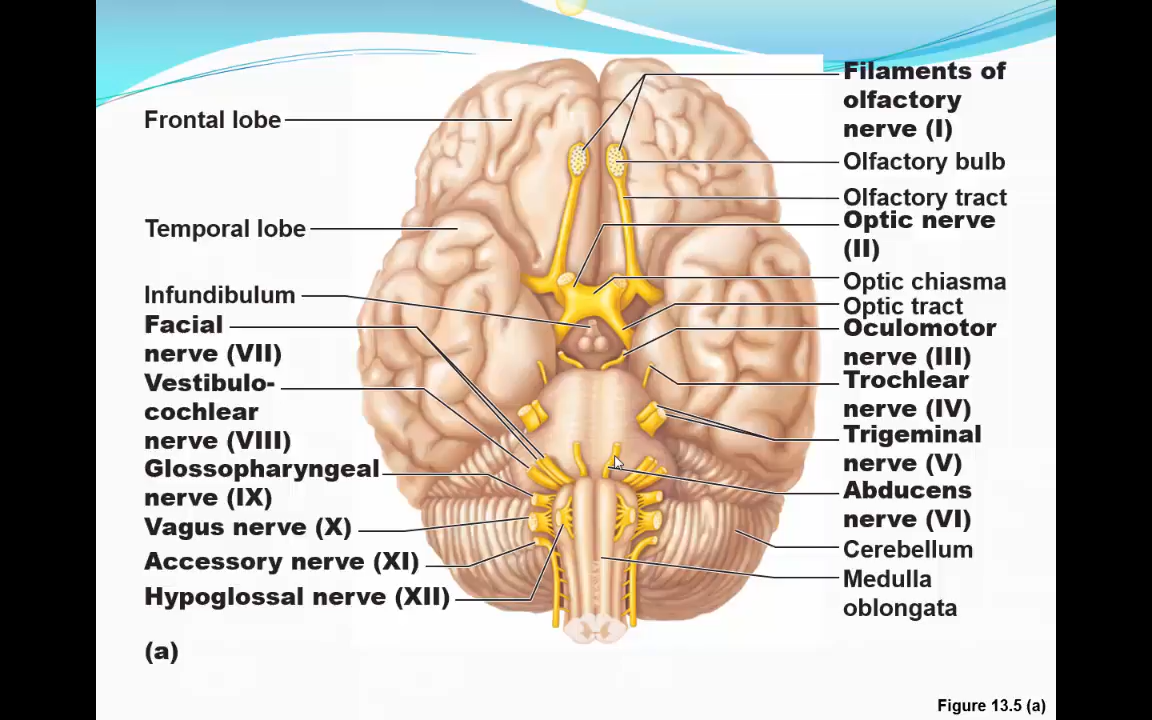 Frontal lobe
Temporal lobe
Infundibulum
Facial
nerve (VII)
Vestibulo-
cochlear
nerve (VIII)
Glossopharyngeal
nerve (IX)
Vagus nerve (X)
Accessory nerve (XI)
Hypoglossal nerve (XII)
(a)
Filaments of
olfactory
nerve (I)
Olfactory bulb
Olfactory tract
Optic nerve
(II)
Optic chiasma
Optic tract
Oculomotor
nerve (III)
Trochlear
nerve (IV)
Trigeminal
nerve (V)
Abducens
nerve (VI)
Cerebellum
Medulla
oblongata
Figure 13.5 (a)